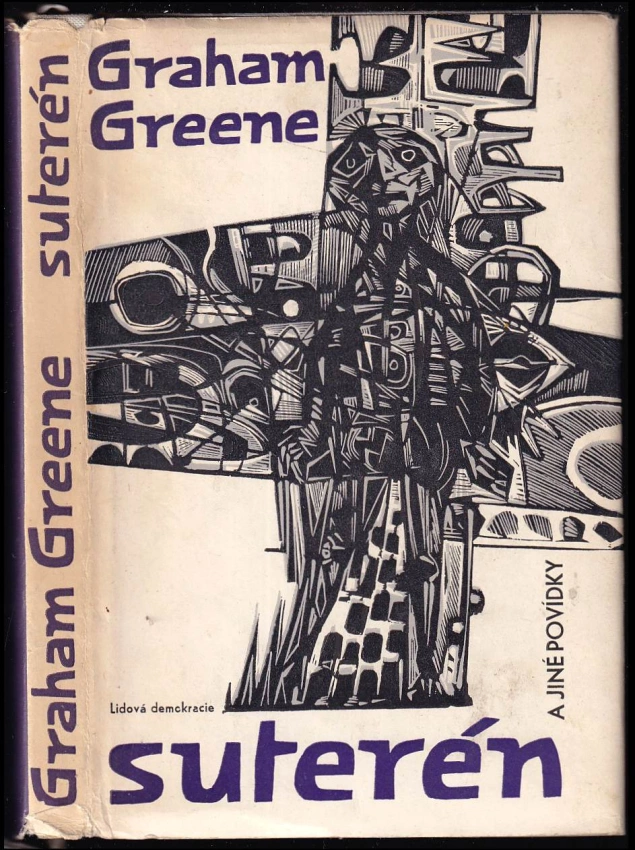 Graham Greene suterén
Graham
Greene
Lidová demokracie
A JINÉ POVÍDKY
suterén